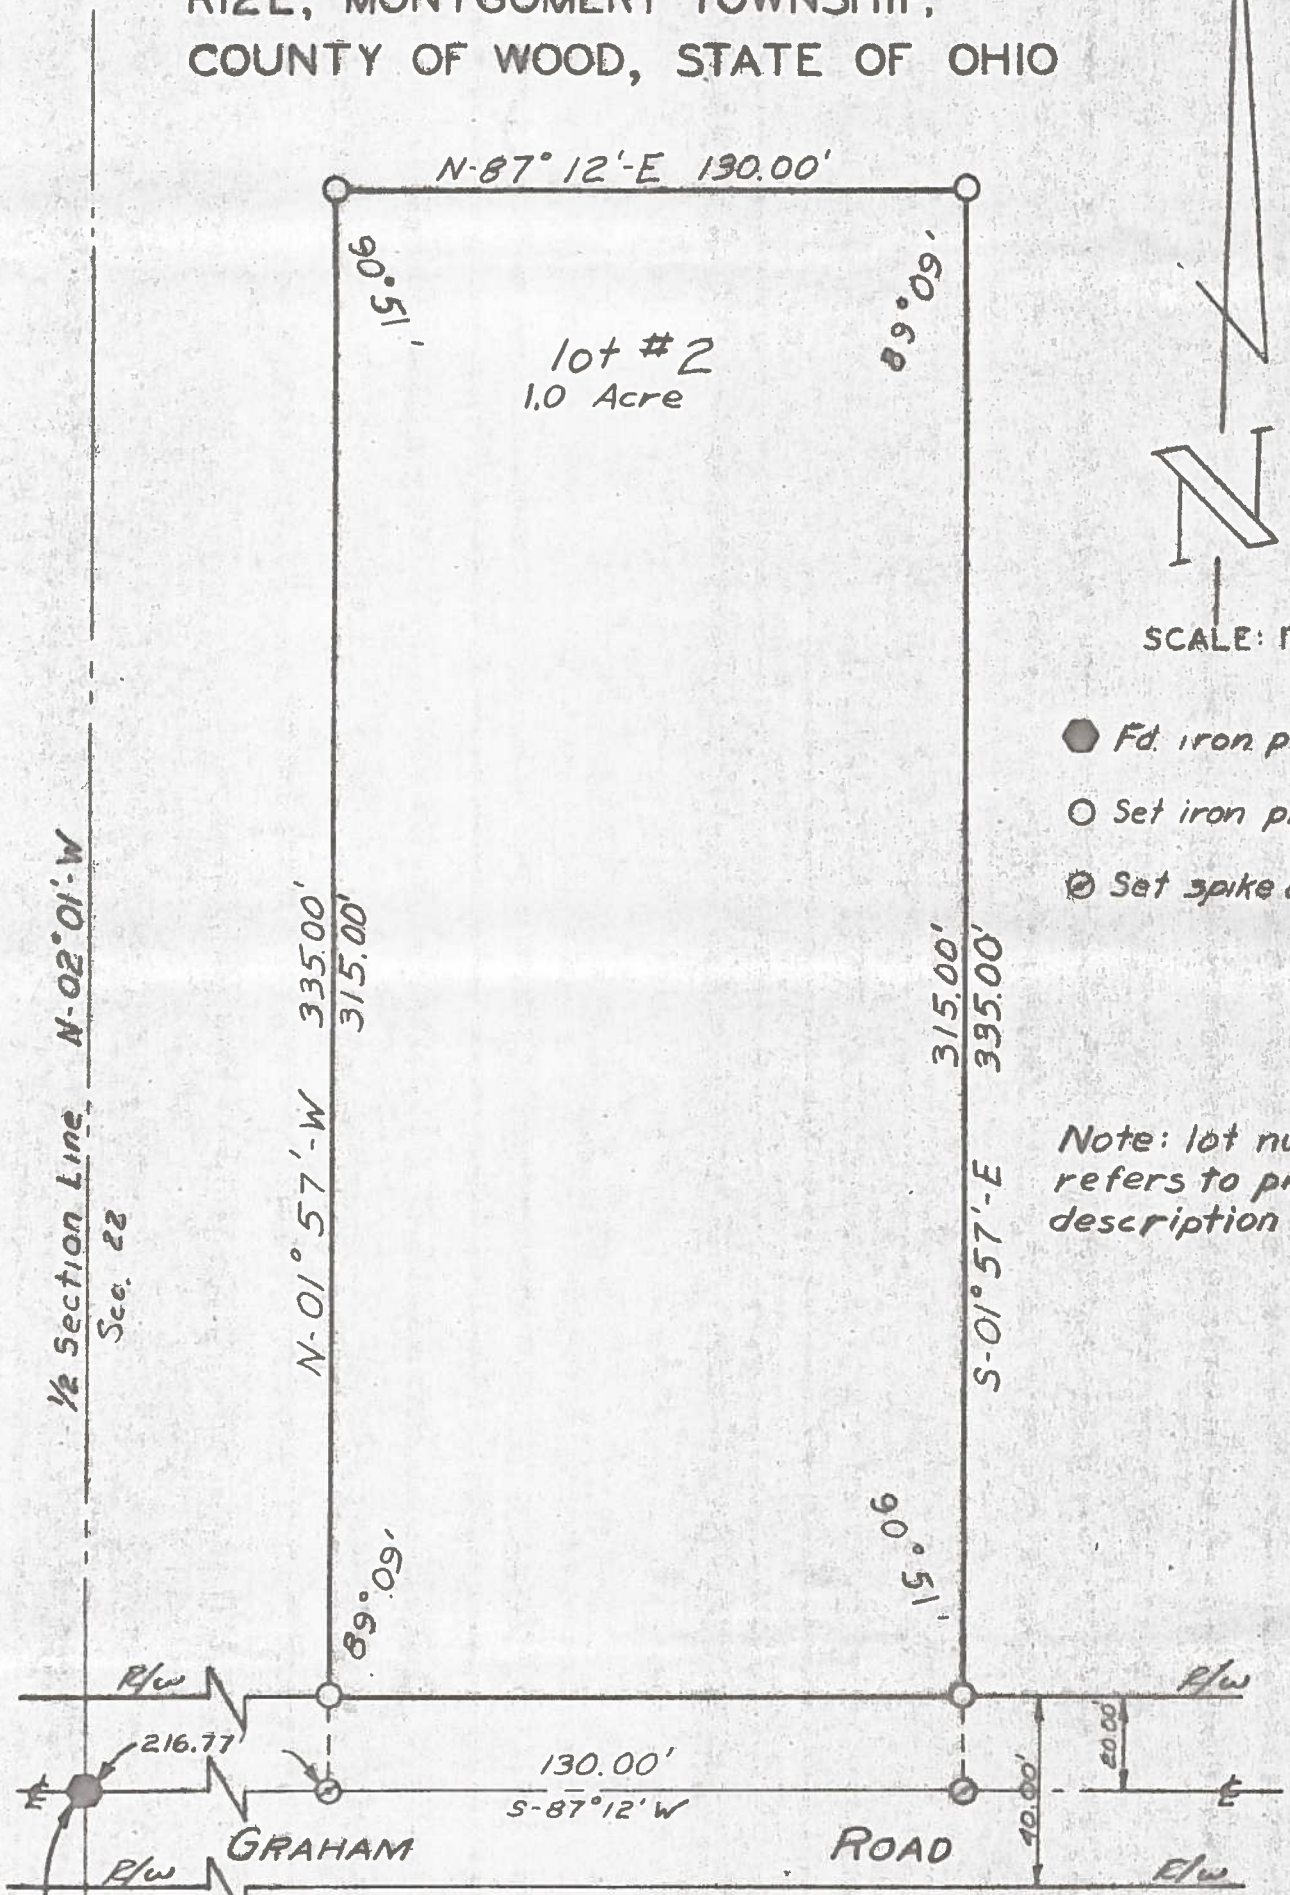 MONTGOMERY TOWNSHIP,
COUNTY OF WOOD, STATE OF OHIO
N-87°12'-E 130.00'
90°51'
89°09'
lot #2
1.0 Acre
N
SCALE:
Fd. iron
Set iron
Set spike
1/2 Section Line N-02°01'-W
Sec. 22
N-01°57'-W 335.00'
315.00'
315.00'
S-01°57'-E 335.00'
Note: lot
refers to
description
89°09'
90°51'
R/W
R/W
216.77'
130.00'
S-87°12'W
20.00'
40.00'
℄
℄
GRAHAM ROAD
R/W
R/W